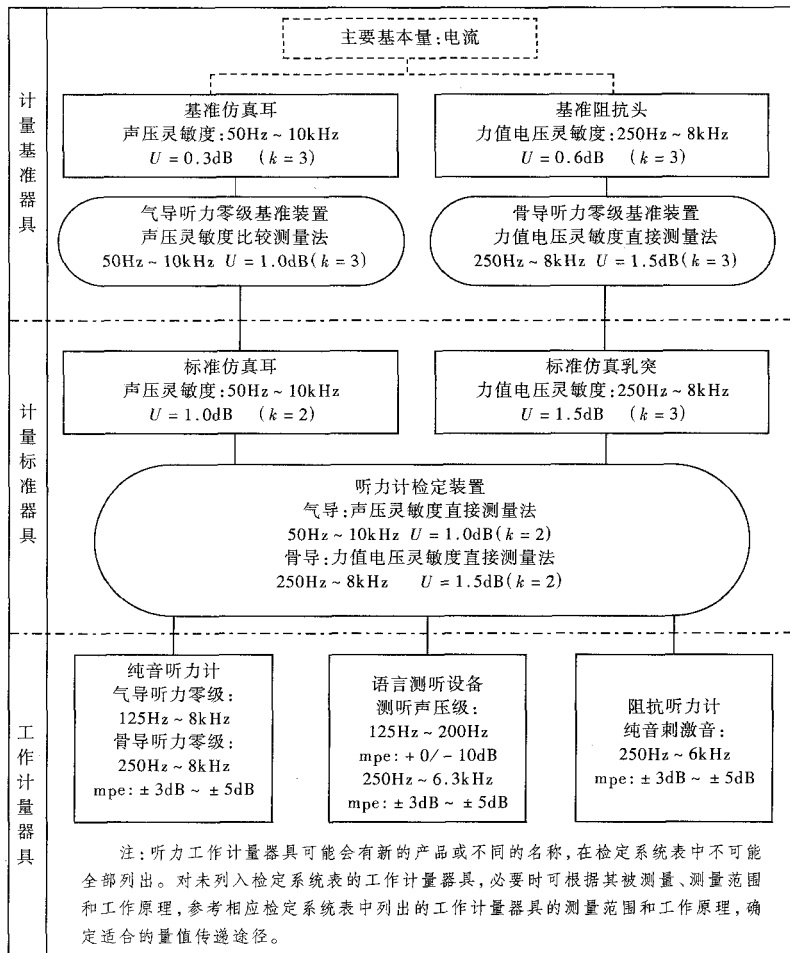 主要基本量:电流
计量基准器具
基准仿真耳
声压灵敏度:50Hz~10kHz
U=0.3dB (k=3)
基准阻抗头
力值电压灵敏度:250Hz~8kHz
U=0.6dB (k=3)
气导听力零级基准装置
声压灵敏度比较测量法
50Hz~10kHz U=1.0dB(k=3)
骨导听力零级基准装置
力值电压灵敏度直接测量法
250Hz~8kHz U=1.5dB(k=3)
计量标准器具
标准仿真耳
声压灵敏度:50Hz~10kHz
U=1.0dB (k=2)
标准仿真乳突
力值电压灵敏度:250Hz~8kHz
U=1.5dB (k=3)
听力计检定装置
气导:声压灵敏度直接测量法
50Hz~10kHz U=1.0dB(k=2)
骨导:力值电压灵敏度直接测量法
250Hz~8kHz U=1.5dB(k=2)
工作计量器具
纯音听力计
气导听力零级:
125Hz~8kHz
骨导听力零级:
250Hz~8kHz
mpe:±3dB~±5dB
语言测听设备
测听声压级:
125Hz~200Hz
mpe:+0/-10dB
250Hz~6.3kHz
mpe:±3dB~±5dB
阻抗听力计
纯音刺激音:
250Hz~6kHz
mpe:±3dB~±5dB
注:听力工作计量器具可能会有新的产品或不同的名称,在检定系统表中不可能
全部列出。对未列入检定系统表的工作计量器具,必要时可根据其被测量、测量范围
和工作原理,参考相应检定系统表中列出的工作计量器具的测量范围和工作原理,确
定适合的量值传递途径。